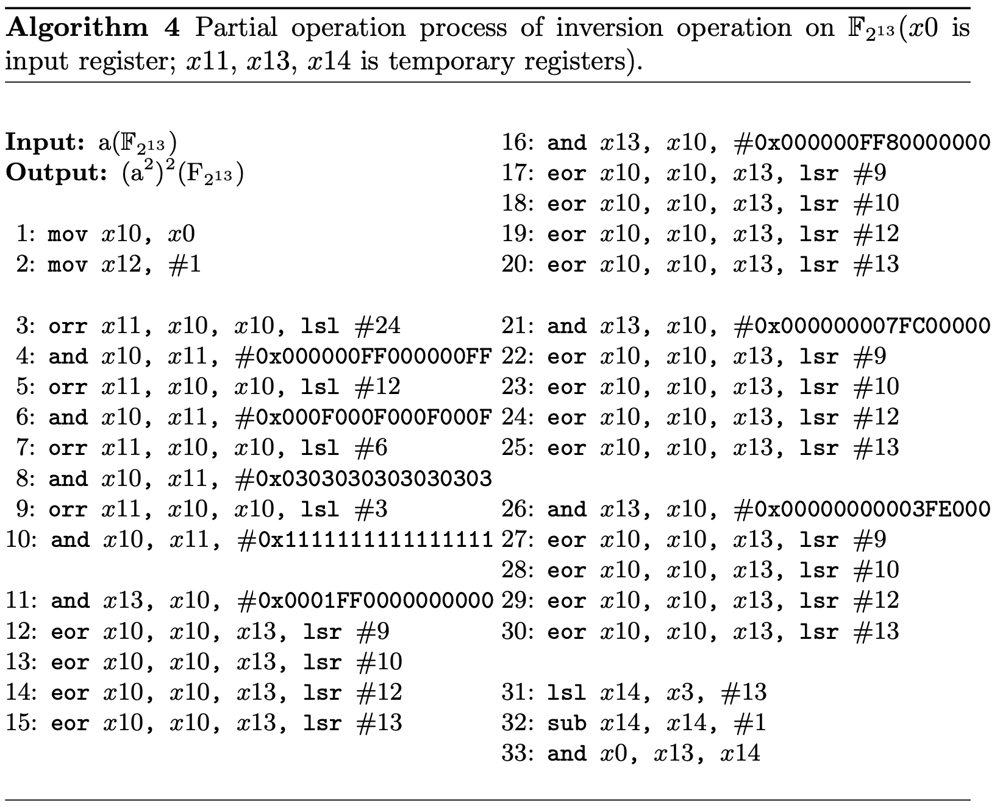 Algorithm 4 Partial operation process of inversion operation on 𝔽₂¹³(x0 is
input register; x11, x13, x14 is temporary registers).
Input: a(𝔽₂¹³)
Output: (a²)²(F₂¹³)
1: mov x10, x0
2: mov x12, #1
3: orr x11, x10, x10, lsl #24
4: and x10, x11, #0x000000FF000000FF
5: orr x11, x10, x10, lsl #12
6: and x10, x11, #0x000F000F000F000F
7: orr x11, x10, x10, lsl #6
8: and x10, x11, #0x0303030303030303
9: orr x11, x10, x10, lsl #3
10: and x10, x11, #0x1111111111111111
11: and x13, x10, #0x0001FF0000000000
12: eor x10, x10, x13, lsr #9
13: eor x10, x10, x13, lsr #10
14: eor x10, x10, x13, lsr #12
15: eor x10, x10, x13, lsr #13
16: and x13, x10, #0x000000FF80000000
17: eor x10, x10, x13, lsr #9
18: eor x10, x10, x13, lsr #10
19: eor x10, x10, x13, lsr #12
20: eor x10, x10, x13, lsr #13
21: and x13, x10, #0x000000007FC00000
22: eor x10, x10, x13, lsr #9
23: eor x10, x10, x13, lsr #10
24: eor x10, x10, x13, lsr #12
25: eor x10, x10, x13, lsr #13
26: and x13, x10, #0x00000000003FE000
27: eor x10, x10, x13, lsr #9
28: eor x10, x10, x13, lsr #10
29: eor x10, x10, x13, lsr #12
30: eor x10, x10, x13, lsr #13
31: lsl x14, x3, #13
32: sub x14, x14, #1
33: and x0, x13, x14